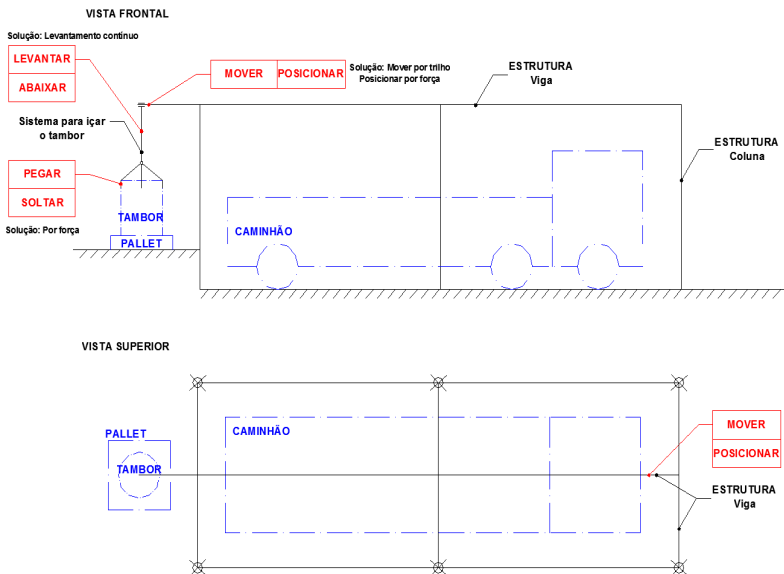 VISTA FRONTAL
Solução: Levantamento contínuo
LEVANTAR
ABAIXAR
MOVER
POSICIONAR
Solução: Mover por trilho
Posicionar por força
ESTRUTURA
Viga
Sistema para içar
o tambor
ESTRUTURA
Coluna
PEGAR
SOLTAR
Solução: Por força
TAMBOR
PALLET
CAMINHÃO
VISTA SUPERIOR
PALLET
TAMBOR
CAMINHÃO
MOVER
POSICIONAR
ESTRUTURA
Viga